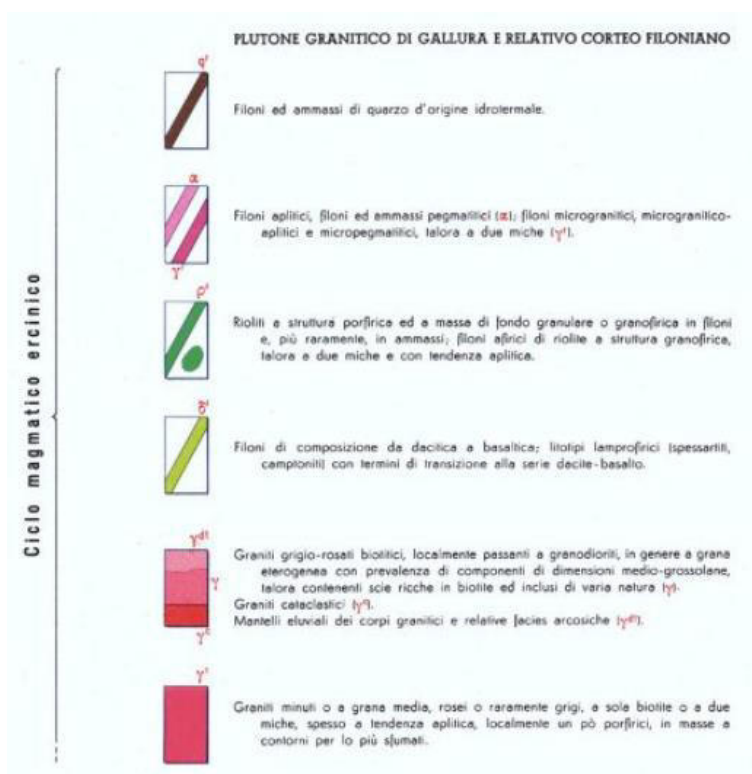 PLUTONE GRANITICO DI GALLURA E RELATIVO CORTEO FILONIANO
q'
Filoni ed ammassi di quarzo d'origine idrotermale.
α
Filoni aplitici, filoni ed ammassi pegmatitici (α); filoni microgranitici, microgranitico-
aplitici e micropegmatitici, talora a due miche (γ').
γ'
ρ'
Rioliti a struttura porfirica ed a massa di fondo granulare o granofirica in filoni
e, più raramente, in ammassi; filoni afirici di riolite a struttura granofirica,
talora a due miche e con tendenza aplitica.
Filoni di composizione da dacitica a basaltica; litotipi lamprofirici (spessartiti,
camptoniti) con termini di transizione alla serie dacite-basalto.
γdt
Graniti grigio-rosati biotitici, localmente passanti a granodioriti, in genere a grana
eterogenea con prevalenza di componenti di dimensioni medio-grossolane,
talora contenenti scie ricche in biotite ed inclusi di varia natura (γ).
γ
Graniti cataclastici (γc).
Mantelli eluviali dei corpi granitici e relative facies arcosiche (γdt).
γc
γ'
Graniti minuti o a grana media, rosei o raramente grigi, a sola biotite o a due
miche, spesso a tendenza aplitica, localmente un pò porfirici, in masse a
contorni per lo più sfumati.
Ciclo magmatico ercinico